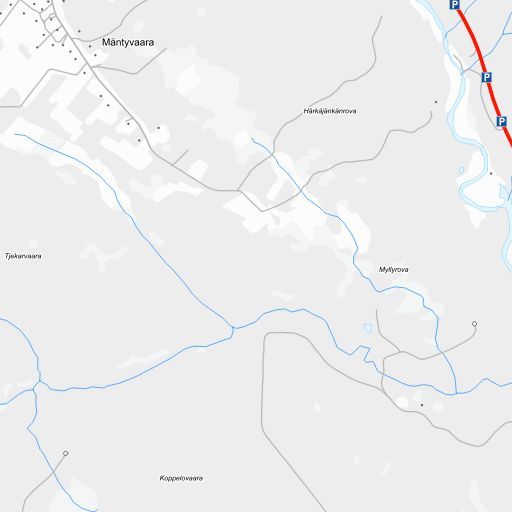 P
Mäntyvaara
P
Härkäjänkänrova
P
Tjekarvaara
Myllyrova
Koppelovaara